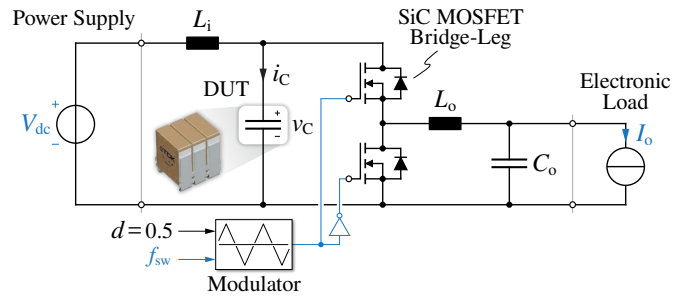 Power Supply
L_i
SiC MOSFET
Bridge-Leg
i_C
DUT
L_o
Electronic
Load
+
V_dc
−
TDK
+
−
v_C
C_o
I_o
d = 0.5
f_sw
Modulator